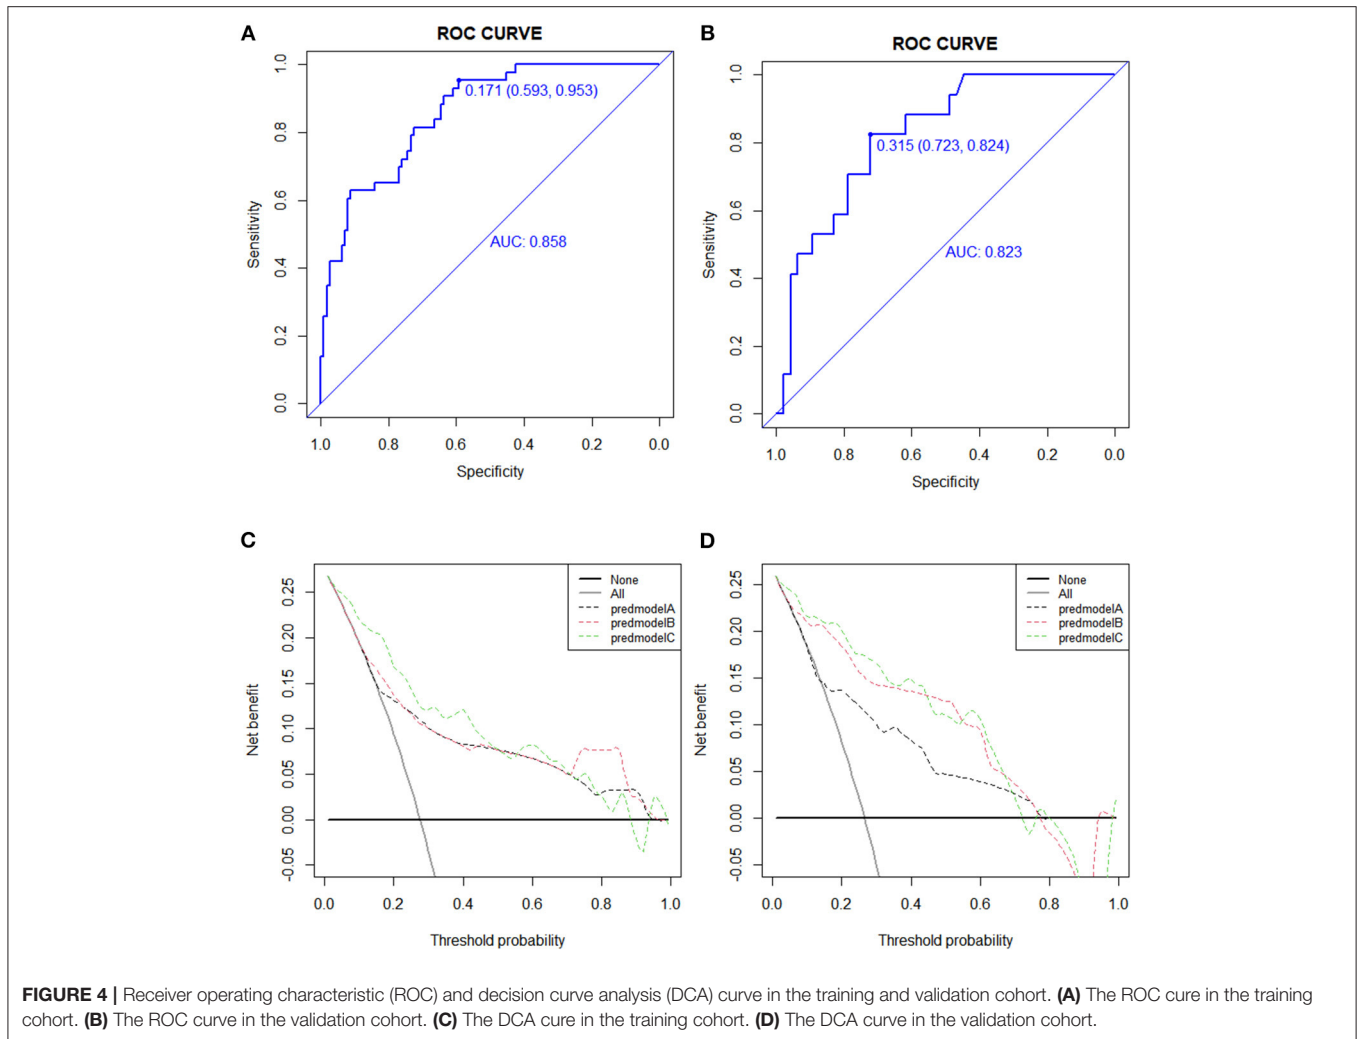 A
ROC CURVE
1.0
0.8
0.6
0.4
0.2
0.0
Sensitivity
0.171 (0.593, 0.953)
AUC: 0.858
1.0 0.8 0.6 0.4 0.2 0.0
Specificity
B
ROC CURVE
1.0
0.8
0.6
0.4
0.2
0.0
Sensitivity
0.315 (0.723, 0.824)
AUC: 0.823
1.0 0.8 0.6 0.4 0.2 0.0
Specificity
C
0.25
0.20
0.15
0.10
0.05
0.00
-0.05
Net benefit
None
All
predmodelA
predmodelB
predmodelC
0.0 0.2 0.4 0.6 0.8 1.0
Threshold probability
D
0.25
0.20
0.15
0.10
0.05
0.00
-0.05
Net benefit
None
All
predmodelA
predmodelB
predmodelC
0.0 0.2 0.4 0.6 0.8 1.0
Threshold probability
FIGURE 4 | Receiver operating characteristic (ROC) and decision curve analysis (DCA) curve in the training and validation cohort. (A) The ROC cure in the training
cohort. (B) The ROC curve in the validation cohort. (C) The DCA cure in the training cohort. (D) The DCA curve in the validation cohort.